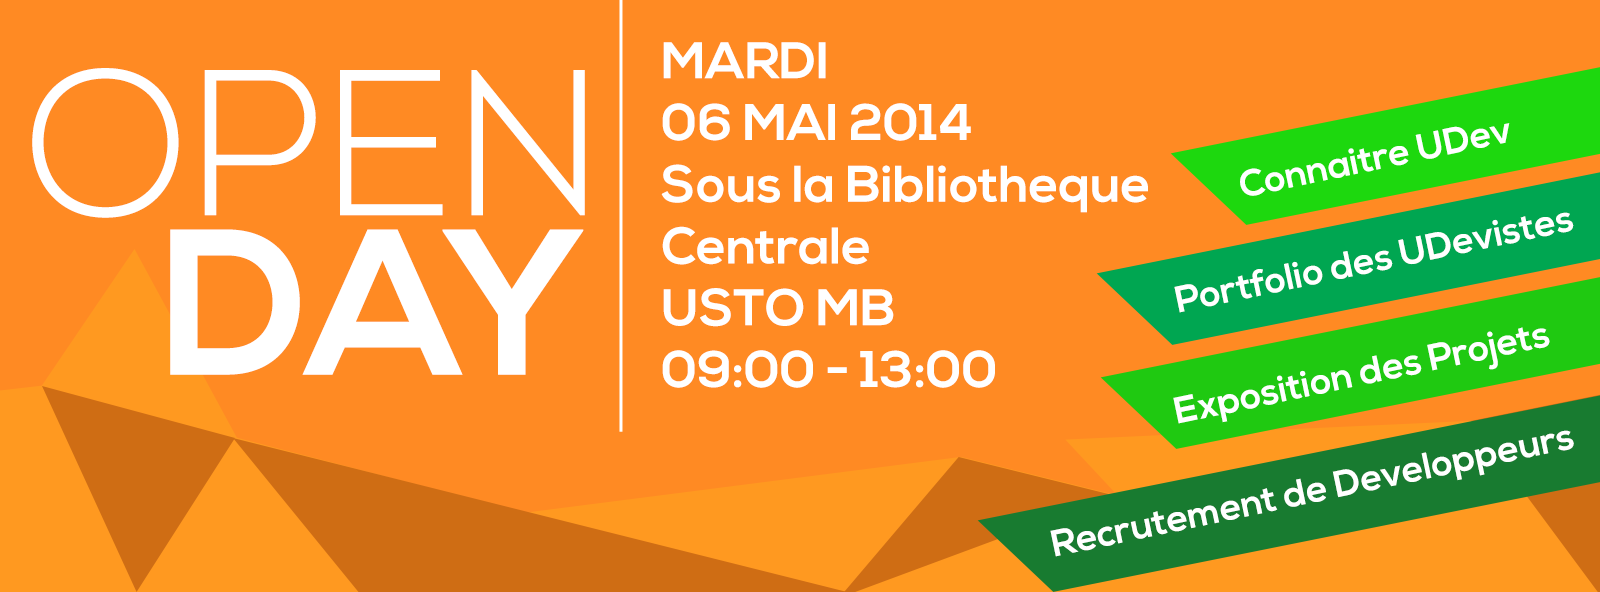 OPEN
DAY
MARDI
06 MAI 2014
Sous la Bibliotheque
Centrale
USTO MB
09:00 - 13:00
Connaitre UDev
Portfolio des UDevistes
Exposition des Projets
Recrutement de Developpeurs